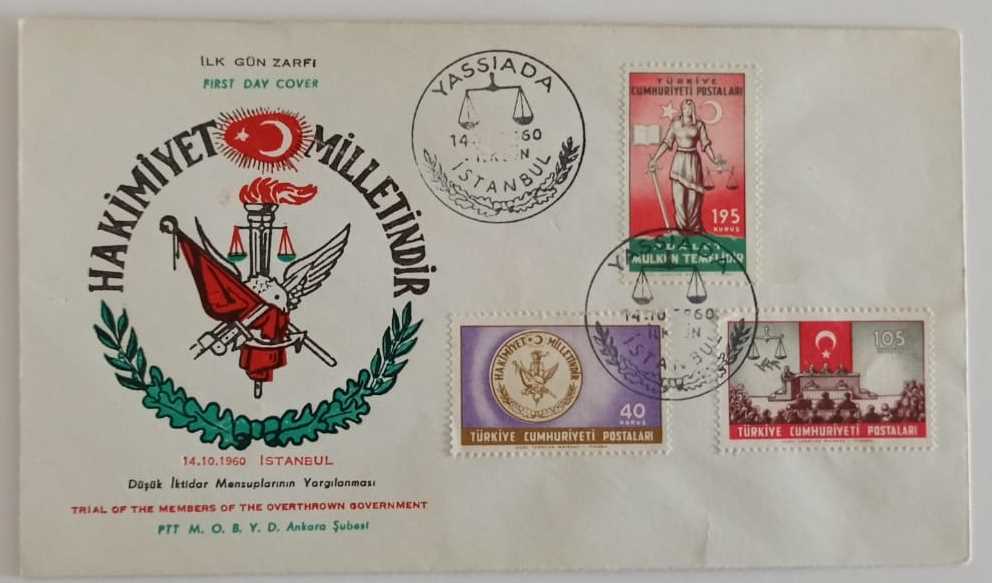 İLK GÜN ZARFI
FIRST DAY COVER
HAKİMİYET MİLLETİNDİR
14.10.1960 İSTANBUL
Düşük İktidar Mensuplarının Yargılanması
TRIAL OF THE MEMBERS OF THE OVERTHROWN GOVERNMENT
PTT M. O. B. Y. D. Ankara Şubesi
YASSIADA
14. 1960
İSTANBUL
TÜRKİYE
CUMHURİYETİ POSTALARI
195
KURUŞ
ADALET
MÜLKÜN TEMELİDİR
YASSIADA
14.10.1960
İSTANBUL
HAKİMİYET MİLLETİNDİR
40
KURUŞ
TÜRKİYE CUMHURİYETİ POSTALARI
105
TÜRKİYE CUMHURİYETİ POSTALARI